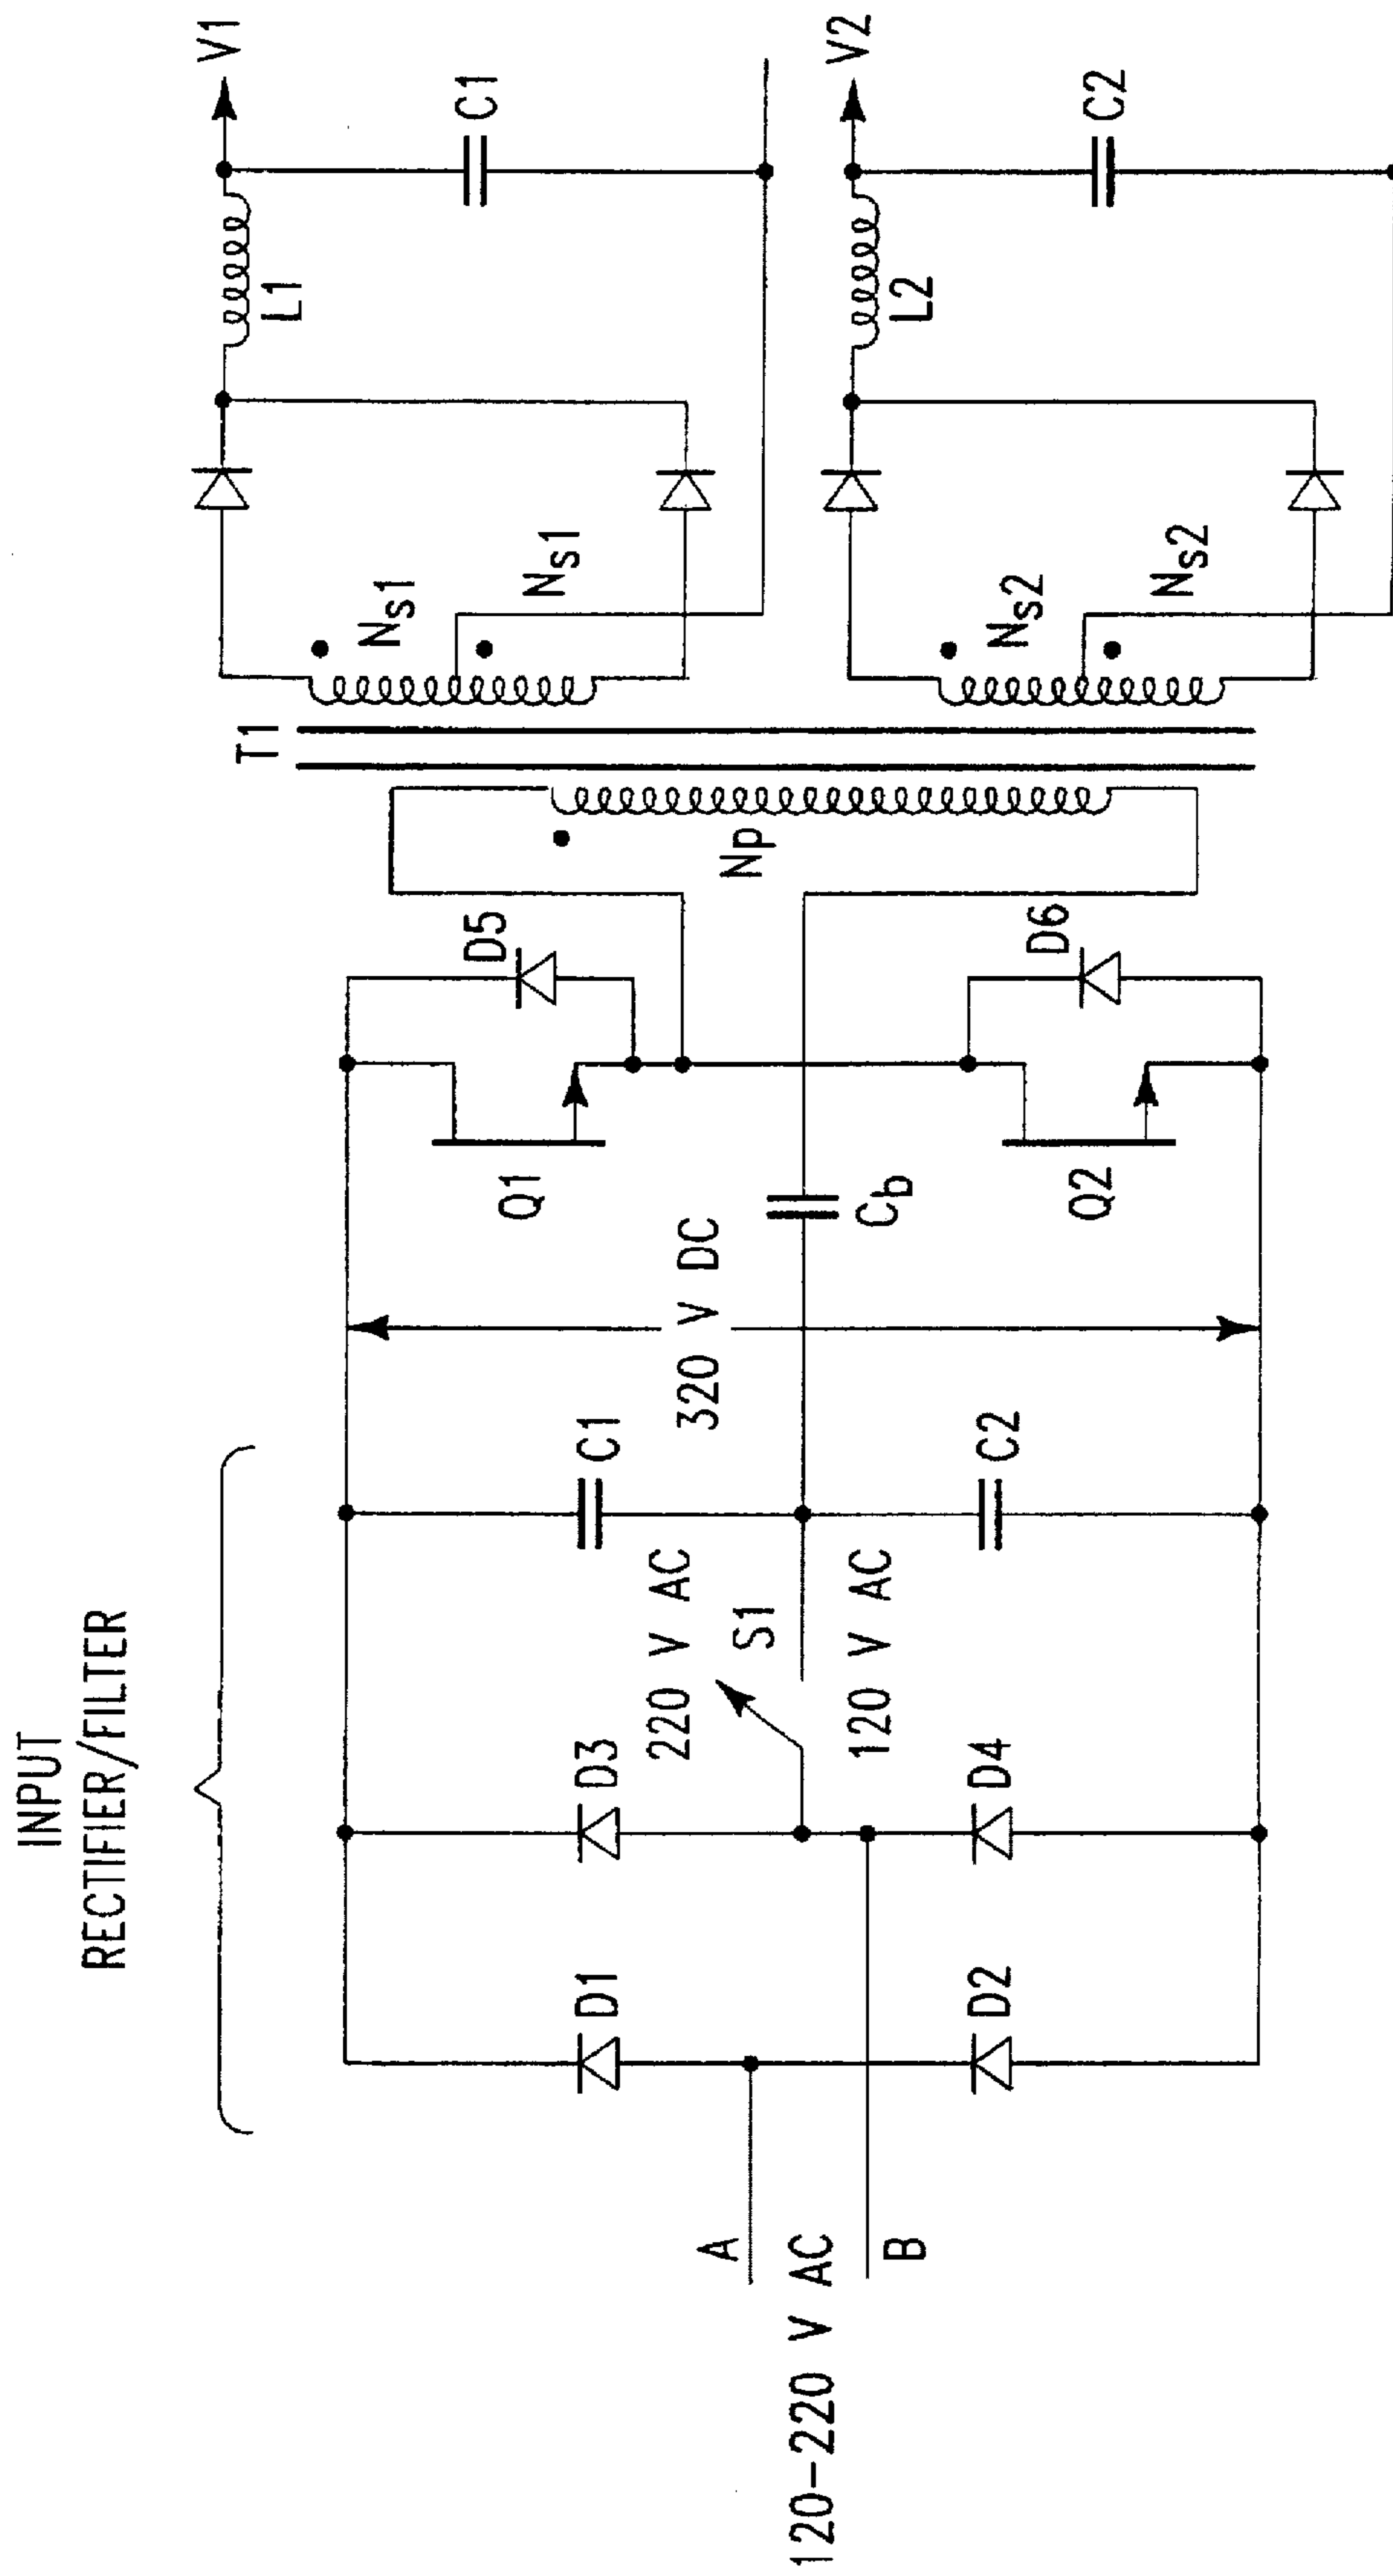 INPUT
RECTIFIER/FILTER
A
120-220 V AC
B
D1
D2
D3
D4
220 V AC
S1
120 V AC
C1
C2
320 V DC
Cb
Q1
Q2
D5
D6
Np
T1
Ns1
Ns1
Ns2
Ns2
L1
L2
C1
C2
V1
V2